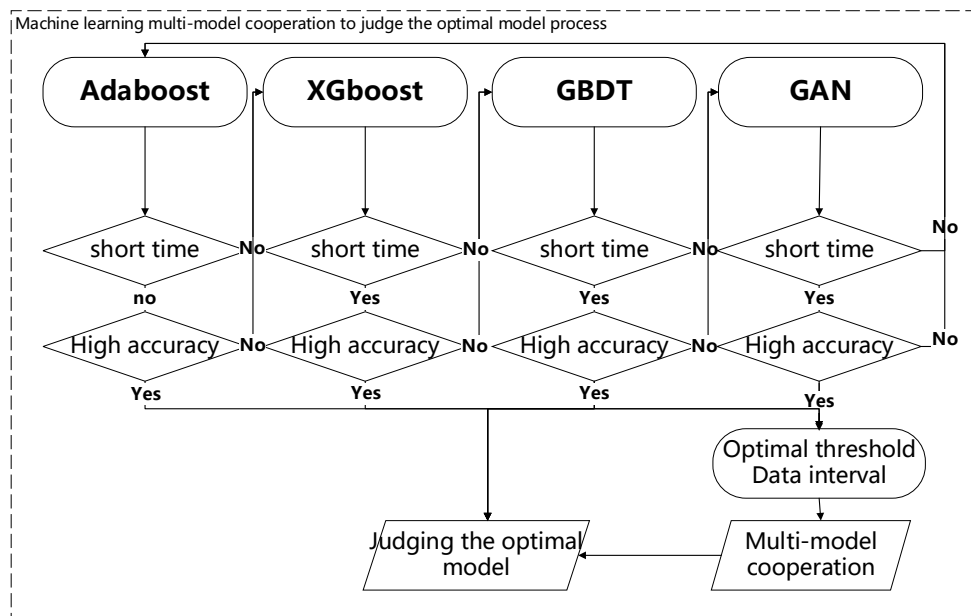 Machine learning multi-model cooperation to judge the optimal model process
Adaboost
XGboost
GBDT
GAN
short time
No
short time
No
short time
No
short time
No
no
Yes
Yes
Yes
High accuracy
No
High accuracy
No
High accuracy
No
High accuracy
No
Yes
Yes
Yes
Yes
Optimal threshold
Data interval
Judging the optimal
model
Multi-model
cooperation